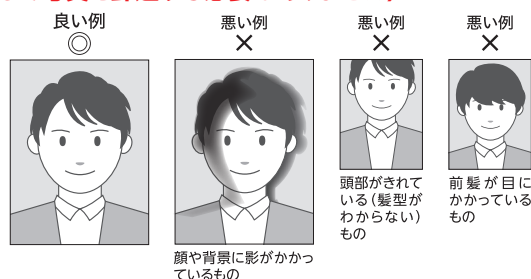 良い例
◎
悪い例
×
悪い例
×
悪い例
×
顔や背景に影がかかっ
ているもの
頭部がきれて
いる(髪型が
わからない)
もの
前髪が目に
かかっている
もの